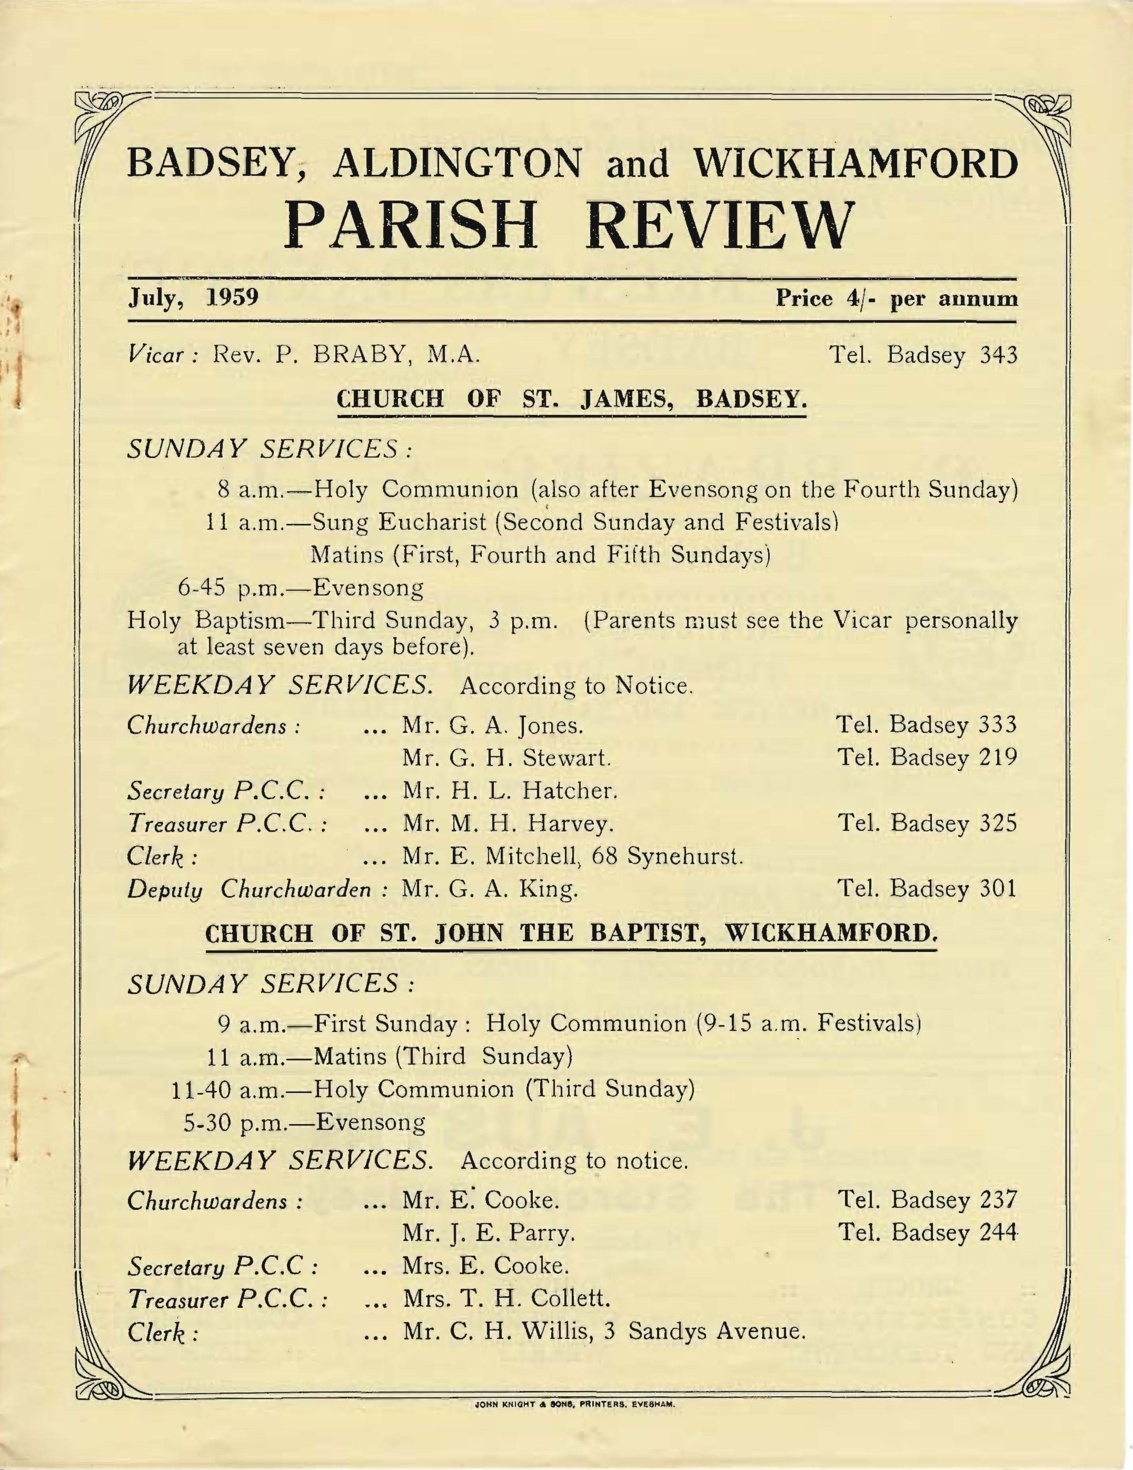 BADSEY, ALDINGTON and WICKHAMFORD
PARISH REVIEW
July, 1959 Price 4/- per annum
Vicar : Rev. P. BRABY, M.A. Tel. Badsey 343
CHURCH OF ST. JAMES, BADSEY.
SUNDAY SERVICES :
8 a.m.—Holy Communion (also after Evensong on the Fourth Sunday)
11 a.m.—Sung Eucharist (Second Sunday and Festivals)
Matins (First, Fourth and Fifth Sundays)
6-45 p.m.—Evensong
Holy Baptism—Third Sunday, 3 p.m. (Parents must see the Vicar personally
at least seven days before).
WEEKDAY SERVICES. According to Notice.
Churchwardens : ... Mr. G. A. Jones. Tel. Badsey 333
Mr. G. H. Stewart. Tel. Badsey 219
Secretary P.C.C. : ... Mr. H. L. Hatcher.
Treasurer P.C.C. : ... Mr. M. H. Harvey. Tel. Badsey 325
Clerk : ... Mr. E. Mitchell, 68 Synehurst.
Deputy Churchwarden : Mr. G. A. King. Tel. Badsey 301
CHURCH OF ST. JOHN THE BAPTIST, WICKHAMFORD.
SUNDAY SERVICES :
9 a.m.—First Sunday : Holy Communion (9-15 a.m. Festivals)
11 a.m.—Matins (Third Sunday)
11-40 a.m.—Holy Communion (Third Sunday)
5-30 p.m.—Evensong
WEEKDAY SERVICES. According to notice.
Churchwardens : ... Mr. E. Cooke. Tel. Badsey 237
Mr. J. E. Parry. Tel. Badsey 244
Secretary P.C.C : ... Mrs. E. Cooke.
Treasurer P.C.C. : ... Mrs. T. H. Collett.
Clerk : ... Mr. C. H. Willis, 3 Sandys Avenue.
JOHN KNIGHT & SONS, PRINTERS, EVESHAM.